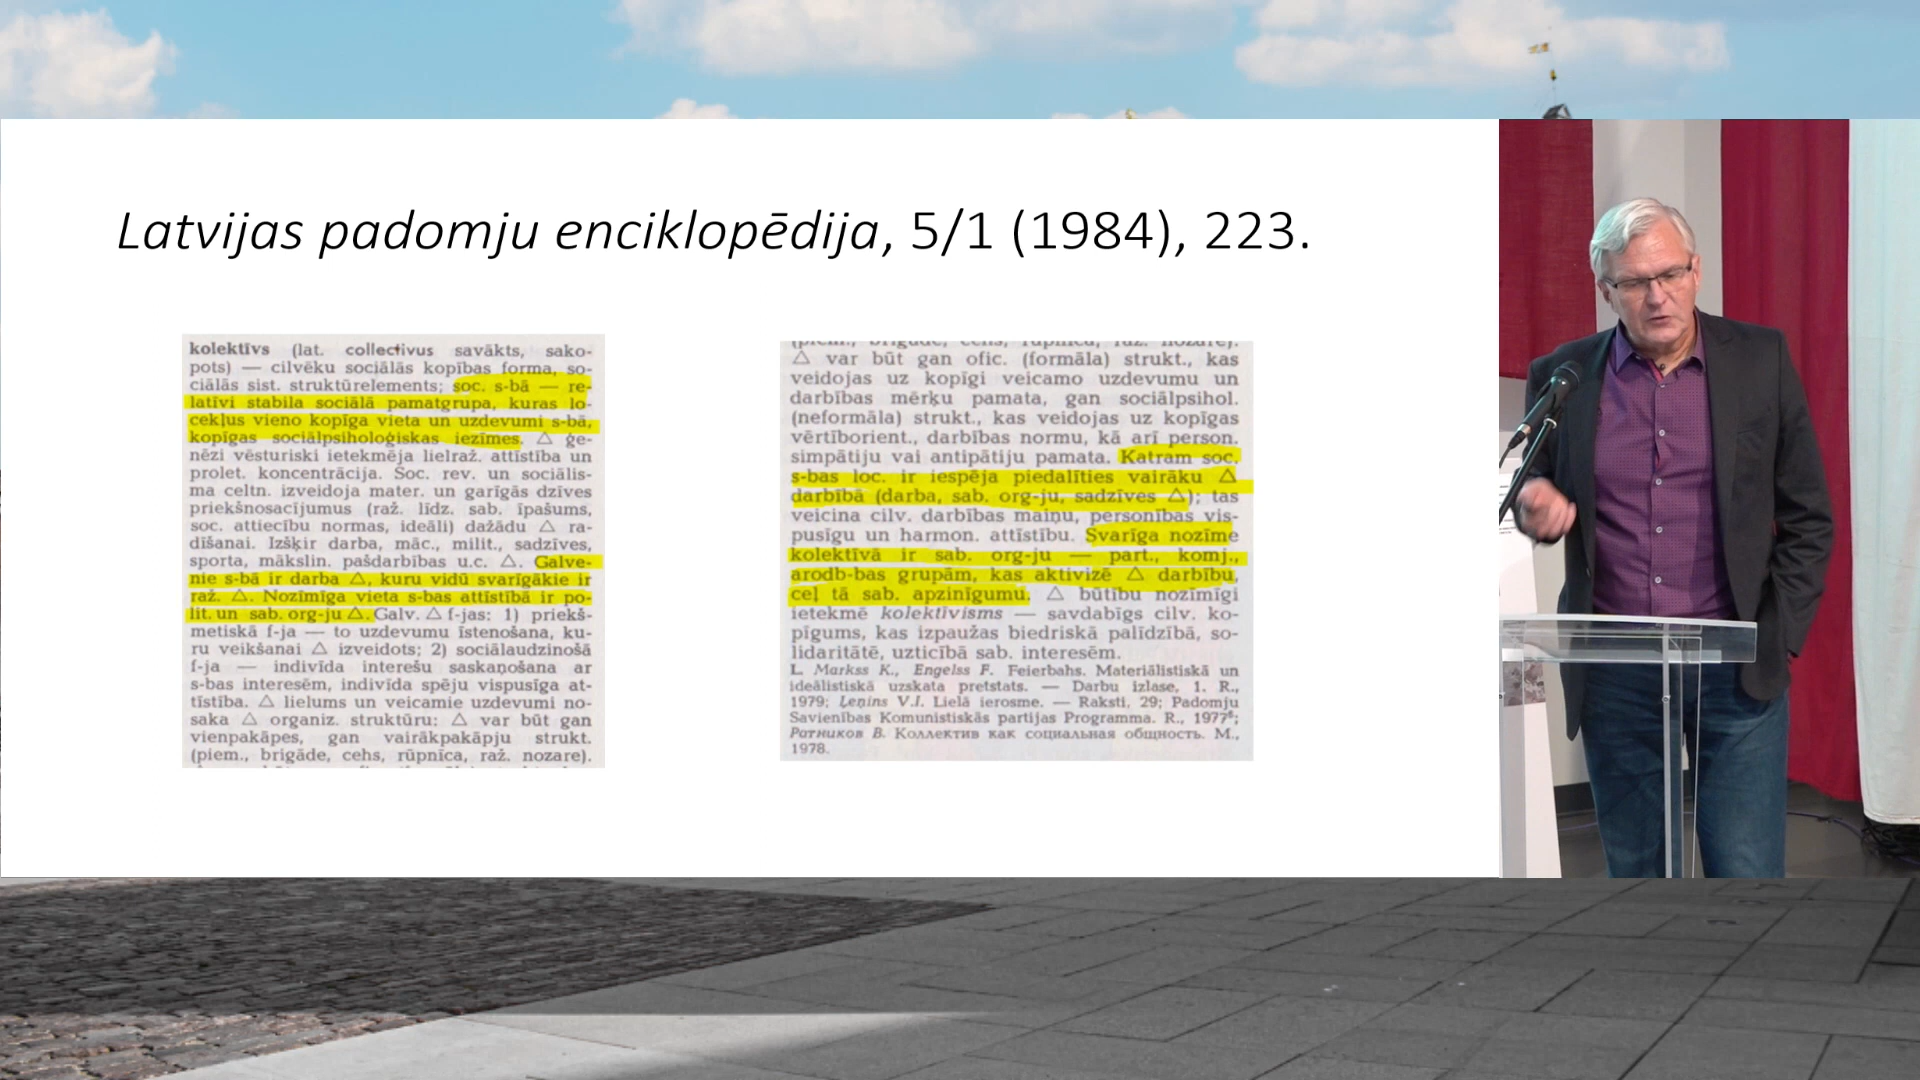 Latvijas padomju enciklopēdija, 5/1 (1984), 223.
kolektīvs (lat. collectivus savākts, sako-
pots) — cilvēku sociālās kopības forma, so-
ciālās sist. struktūrelements; soc. s-bā — re-
latīvi stabila sociālā pamatgrupa, kuras lo-
cekļus vieno kopīga vieta un uzdevumi s-bā,
kopīgas sociālpsiholoģiskas iezīmes. △ ģe-
nēzi vēsturiski ietekmēja lielraž. attīstība un
prolet. koncentrācija. Soc. rev. un sociālis-
ma celtn. izveidoja mater. un garīgās dzīves
priekšnosacījumus (raž. līdz. sab. īpašums,
soc. attiecību normas, ideāli) dažādu △ ra-
dīšanai. Izšķir darba, māc., milit., sadzīves,
sporta, mākslin. pašdarbības u.c. △. Galve-
nie s-bā ir darba △, kuru vidū svarīgākie ir
raž. △. Nozīmīga vieta s-bas attīstībā ir po-
lit. un sab. org-ju △. Galv. △ f-jas: 1) priekš-
metiskā f-ja — to uzdevumu īstenošana, ku-
ru veikšanai △ izveidots; 2) sociālaudzinošā
f-ja — indivīda interešu saskaņošana ar
s-bas interesēm, indivīda spēju vispusīga at-
tīstība. △ lielums un veicamie uzdevumi no-
saka △ organiz. struktūru; △ var būt gan
vienpakāpes, gan vairākpakāpju strukt.
(piem., brigāde, cehs, rūpnīca, raž. nozare).
(piem., brigāde, cehs, rūpnīca, raž. nozare).
△ var būt gan ofic. (formāla) strukt., kas
veidojas uz kopīgi veicamo uzdevumu un
darbības mērķu pamata, gan sociālpsihol.
(neformāla) strukt., kas veidojas uz kopīgas
vērtīborient., darbības normu, kā arī person.
simpātiju vai antipātiju pamata. Katram soc.
s-bas loc. ir iespēja piedalīties vairāku △
darbībā (darba, sab. org-ju, sadzīves △); tas
veicina cilv. darbības maiņu, personības vis-
pusīgu un harmon. attīstību. Svarīga nozīme
kolektīvā ir sab. org-ju — part., komj.,
arodb-bas grupām, kas aktivizē △ darbību,
ceļ tā sab. apzinīgumu. △ būtību nozīmīgi
ietekmē kolektīvisms — savdabīgs cilv. ko-
pīgums, kas izpaužas biedriskā palīdzībā, so-
lidaritātē, uzticībā sab. interesēm.
L. Markss K., Engelss F. Feierbahs. Materiālistiskā un
ideālistiskā uzskata pretstats. — Darbu izlase, 1. R.,
1979; Ļeņins V.I. Lielā ierosme. — Raksti, 29; Padomju
Savienības Komunistiskās partijas Programma. R., 1977⁶;
Ратников В. Коллектив как социальная общность. М.,
1978.